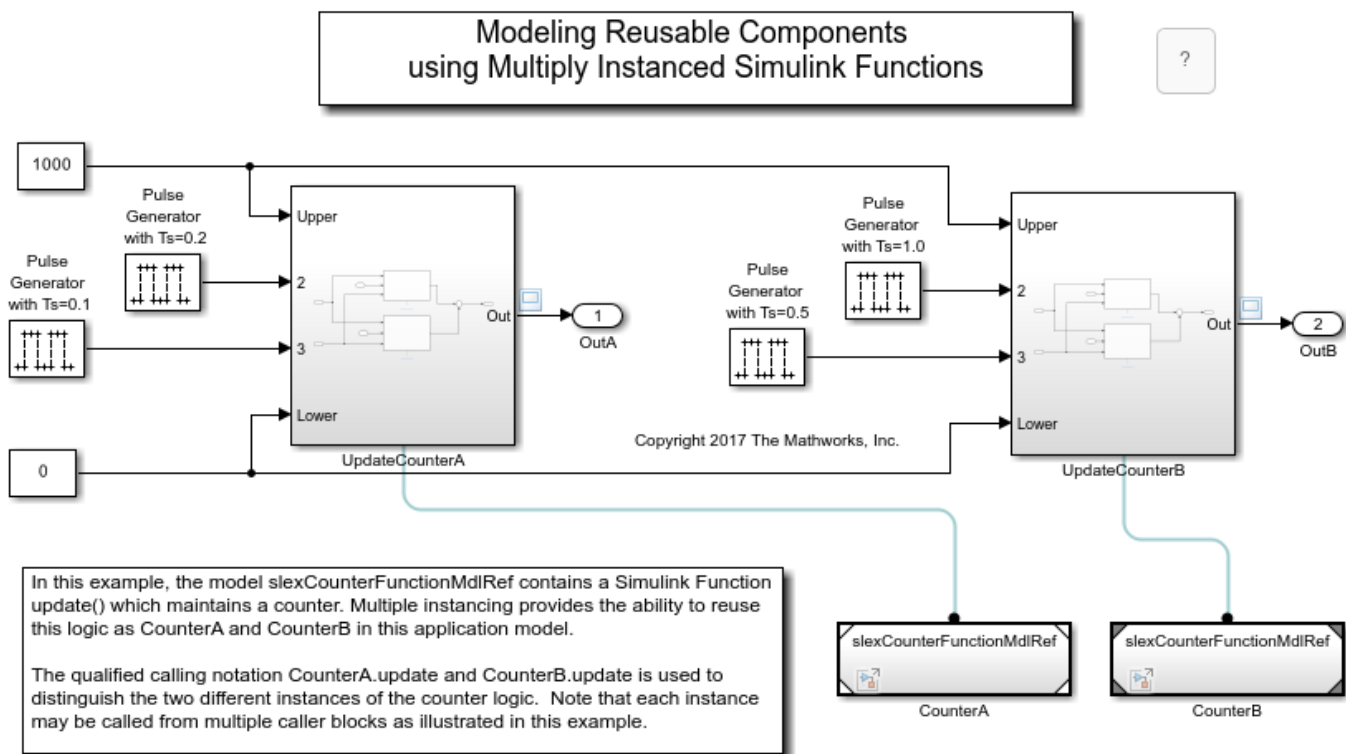 Modeling Reusable Components
using Multiply Instanced Simulink Functions
?
1000
Pulse
Generator
with Ts=0.2
Pulse
Generator
with Ts=0.1
Upper
2
3
Lower
Out
UpdateCounterA
1
OutA
0
Pulse
Generator
with Ts=1.0
Pulse
Generator
with Ts=0.5
Upper
2
3
Lower
Out
UpdateCounterB
2
OutB
Copyright 2017 The Mathworks, Inc.
In this example, the model slexCounterFunctionMdlRef contains a Simulink Function
update() which maintains a counter. Multiple instancing provides the ability to reuse
this logic as CounterA and CounterB in this application model.
The qualified calling notation CounterA.update and CounterB.update is used to
distinguish the two different instances of the counter logic.  Note that each instance
may be called from multiple caller blocks as illustrated in this example.
slexCounterFunctionMdlRef
CounterA
slexCounterFunctionMdlRef
CounterB